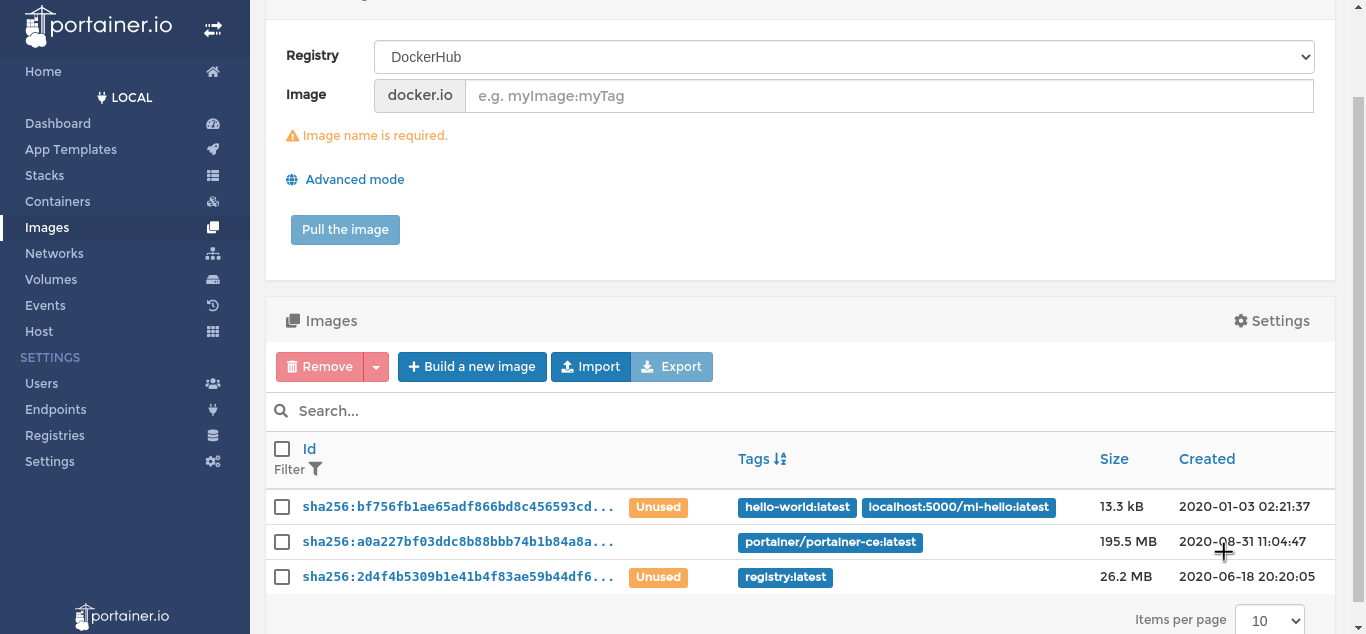 portainer.io
Home
LOCAL
Dashboard
App Templates
Stacks
Containers
Images
Networks
Volumes
Events
Host
SETTINGS
Users
Endpoints
Registries
Settings
portainer.io
Registry DockerHub
Image docker.io e.g. myImage:myTag
Image name is required.
Advanced mode
Pull the image
Images Settings
Remove Build a new image Import Export
Search...
Id
Filter Tags Size Created
sha256:bf756fb1ae65adf866bd8c456593cd... Unused hello-world:latest localhost:5000/mi-hello:latest 13.3 kB 2020-01-03 02:21:37
sha256:a0a227bf03ddc8b88bbb74b1b84a8a... portainer/portainer-ce:latest 195.5 MB 2020-08-31 11:04:47
sha256:2d4f4b5309b1e41b4f83ae59b44df6... Unused registry:latest 26.2 MB 2020-06-18 20:20:05
Items per page 10